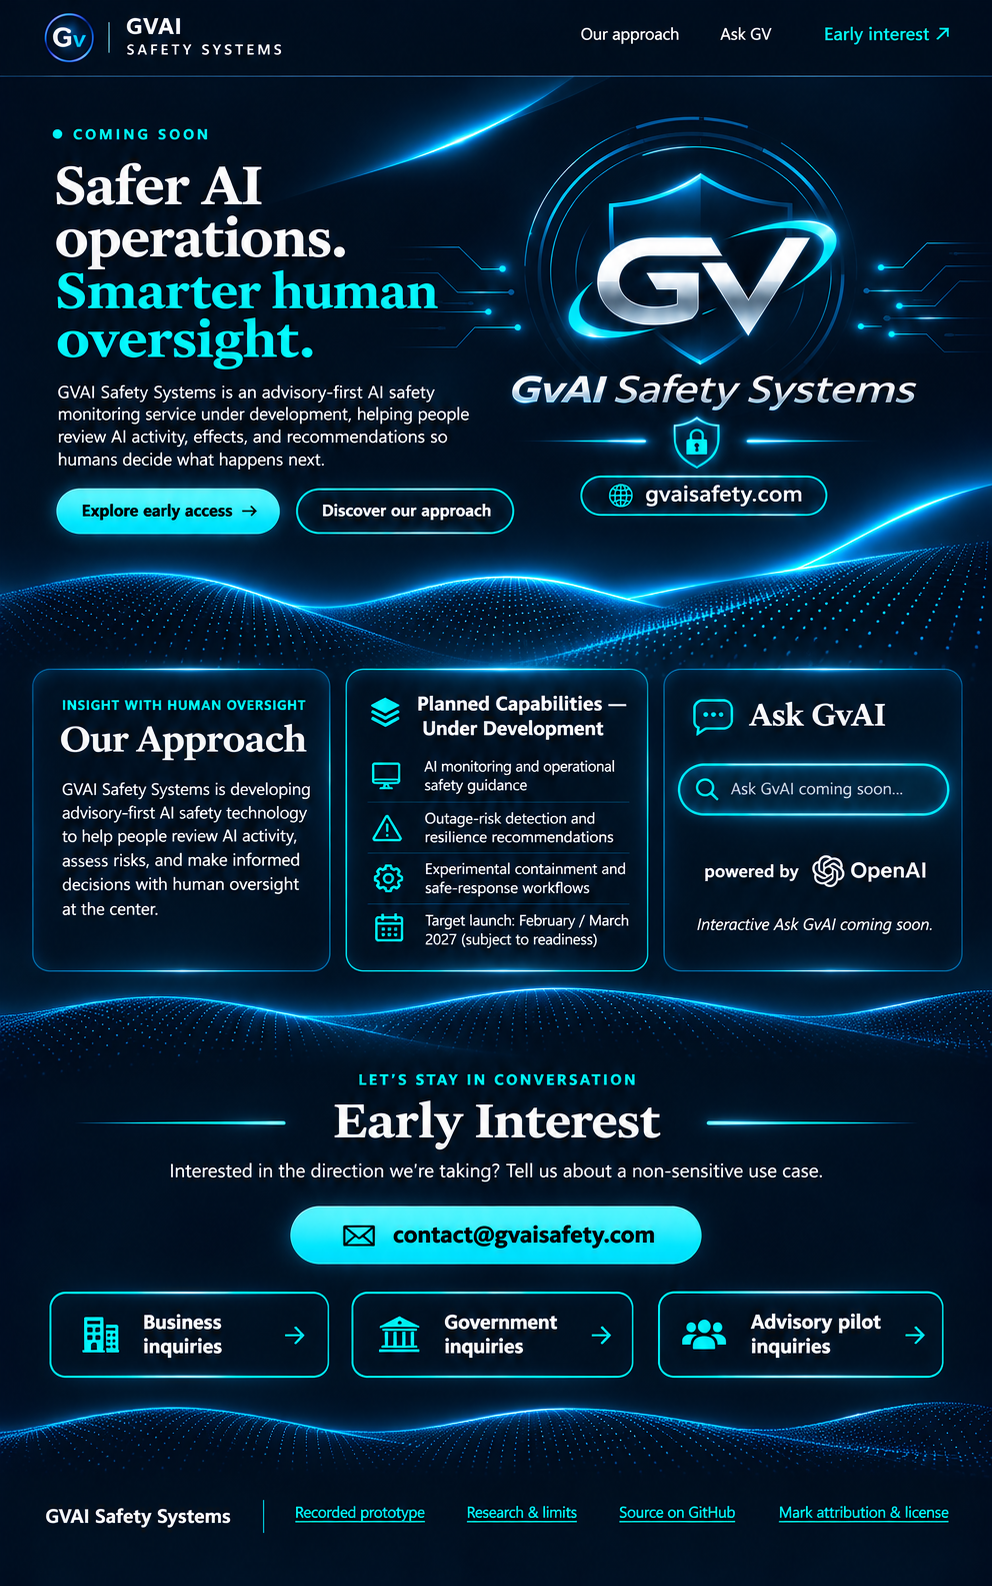 Gv
GVAI
SAFETY SYSTEMS
Our approach
Ask GV
Early interest ↗
COMING SOON
Safer AI
operations.
Smarter human
oversight.
GVAI Safety Systems is an advisory-first AI safety
monitoring service under development, helping people
review AI activity, effects, and recommendations so
humans decide what happens next.
Explore early access →
Discover our approach
GV
GvAI Safety Systems
gvaisafety.com
INSIGHT WITH HUMAN OVERSIGHT
Our Approach
GVAI Safety Systems is developing
advisory-first AI safety technology
to help people review AI activity,
assess risks, and make informed
decisions with human oversight
at the center.
Planned Capabilities —
Under Development
AI monitoring and operational
safety guidance
Outage-risk detection and
resilience recommendations
Experimental containment and
safe-response workflows
Target launch: February / March
2027 (subject to readiness)
Ask GvAI
Ask GvAI coming soon...
powered by OpenAI
Interactive Ask GvAI coming soon.
LET'S STAY IN CONVERSATION
Early Interest
Interested in the direction we're taking? Tell us about a non-sensitive use case.
contact@gvaisafety.com
Business
inquiries →
Government
inquiries →
Advisory pilot
inquiries →
GVAI Safety Systems
Recorded prototype
Research & limits
Source on GitHub
Mark attribution & license